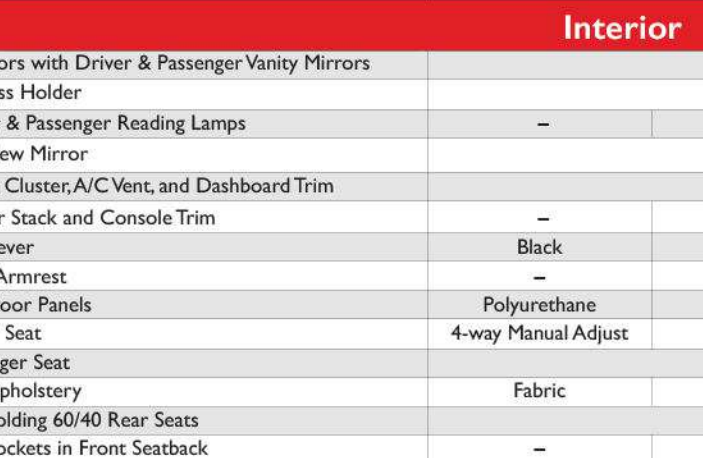 Interior
ors with Driver & Passenger Vanity Mirrors
ss Holder
& Passenger Reading Lamps –
ew Mirror
Cluster, A/C Vent, and Dashboard Trim
r Stack and Console Trim –
ever Black
Armrest –
oor Panels Polyurethane
Seat 4-way Manual Adjust
ger Seat
pholstery Fabric
olding 60/40 Rear Seats
ockets in Front Seatback –